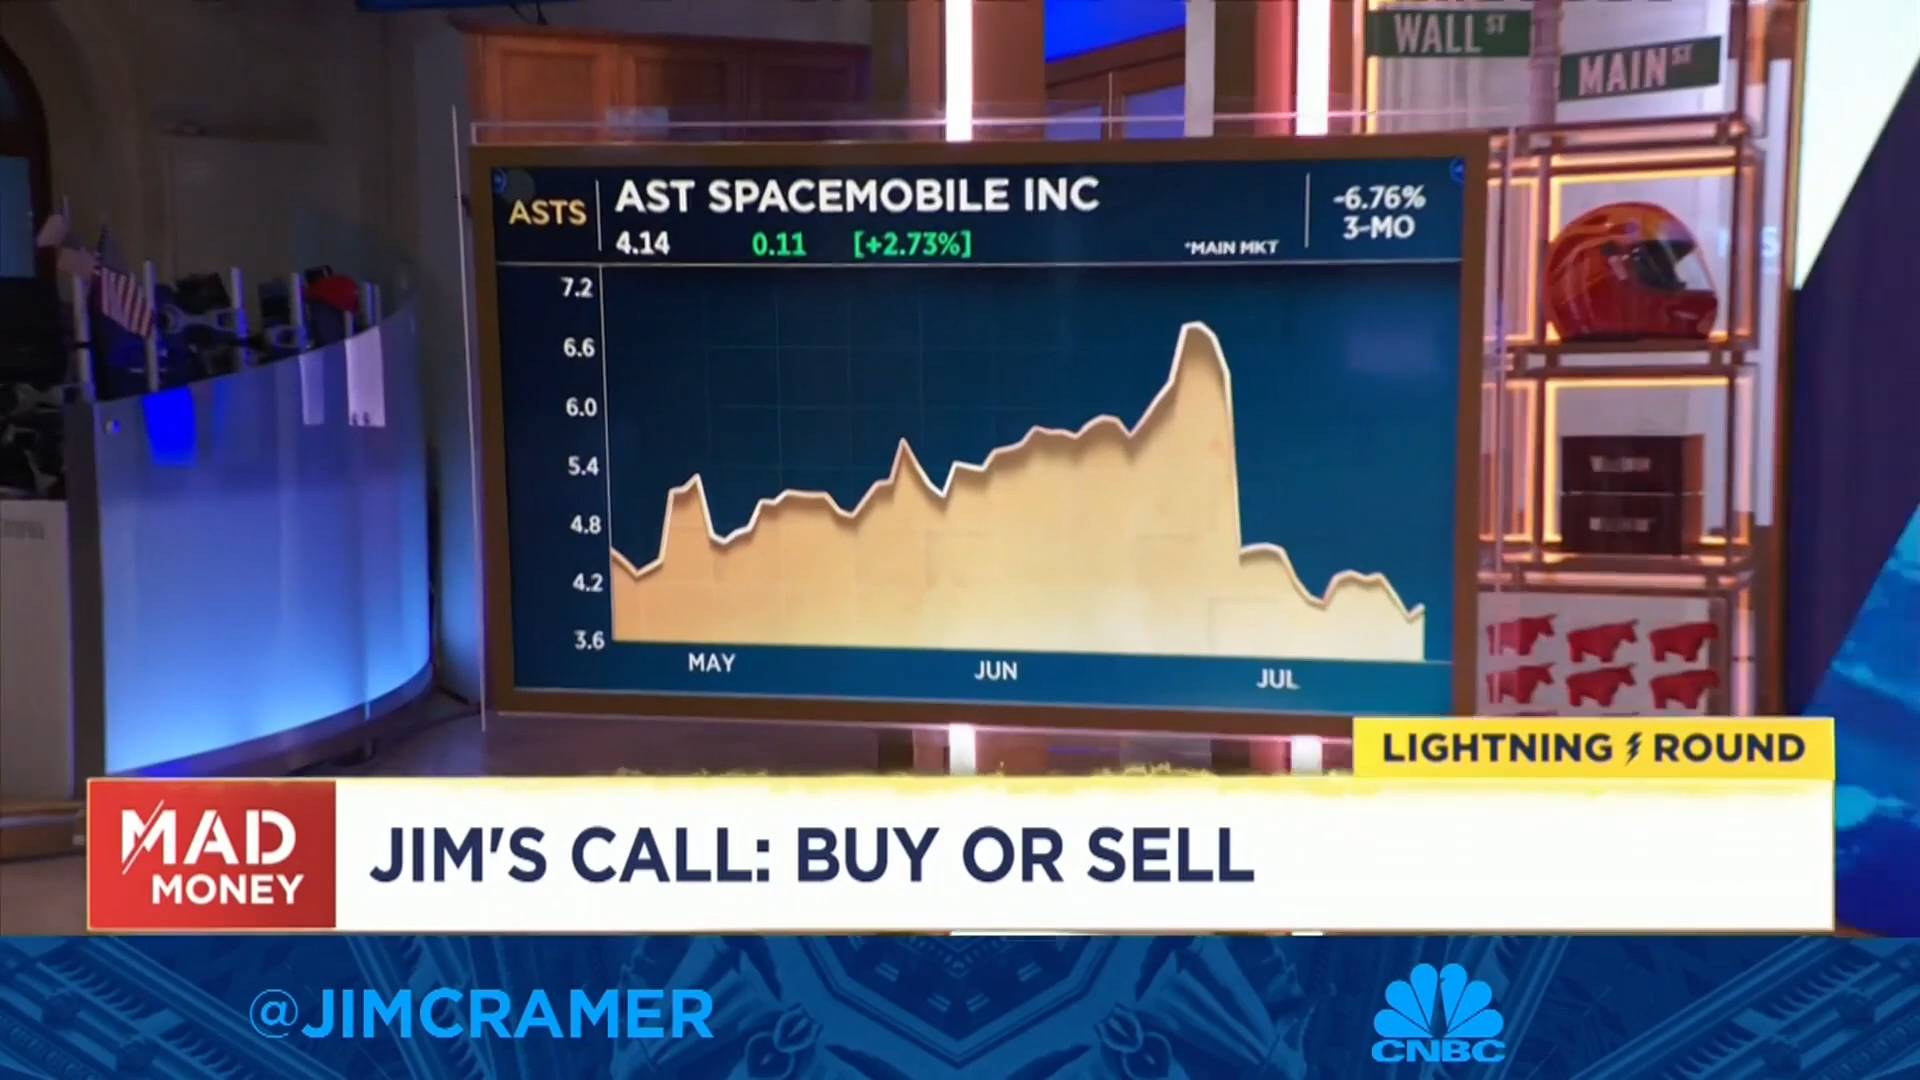 WALL ST
MAIN ST
ASTS
AST SPACEMOBILE INC
4.14 0.11 [+2.73%]
*MAIN MKT
-6.76%
3-MO
7.2
6.6
6.0
5.4
4.8
4.2
3.6
MAY JUN JUL
LIGHTNING ROUND
MAD
MONEY
JIM'S CALL: BUY OR SELL
@JIMCRAMER
CNBC